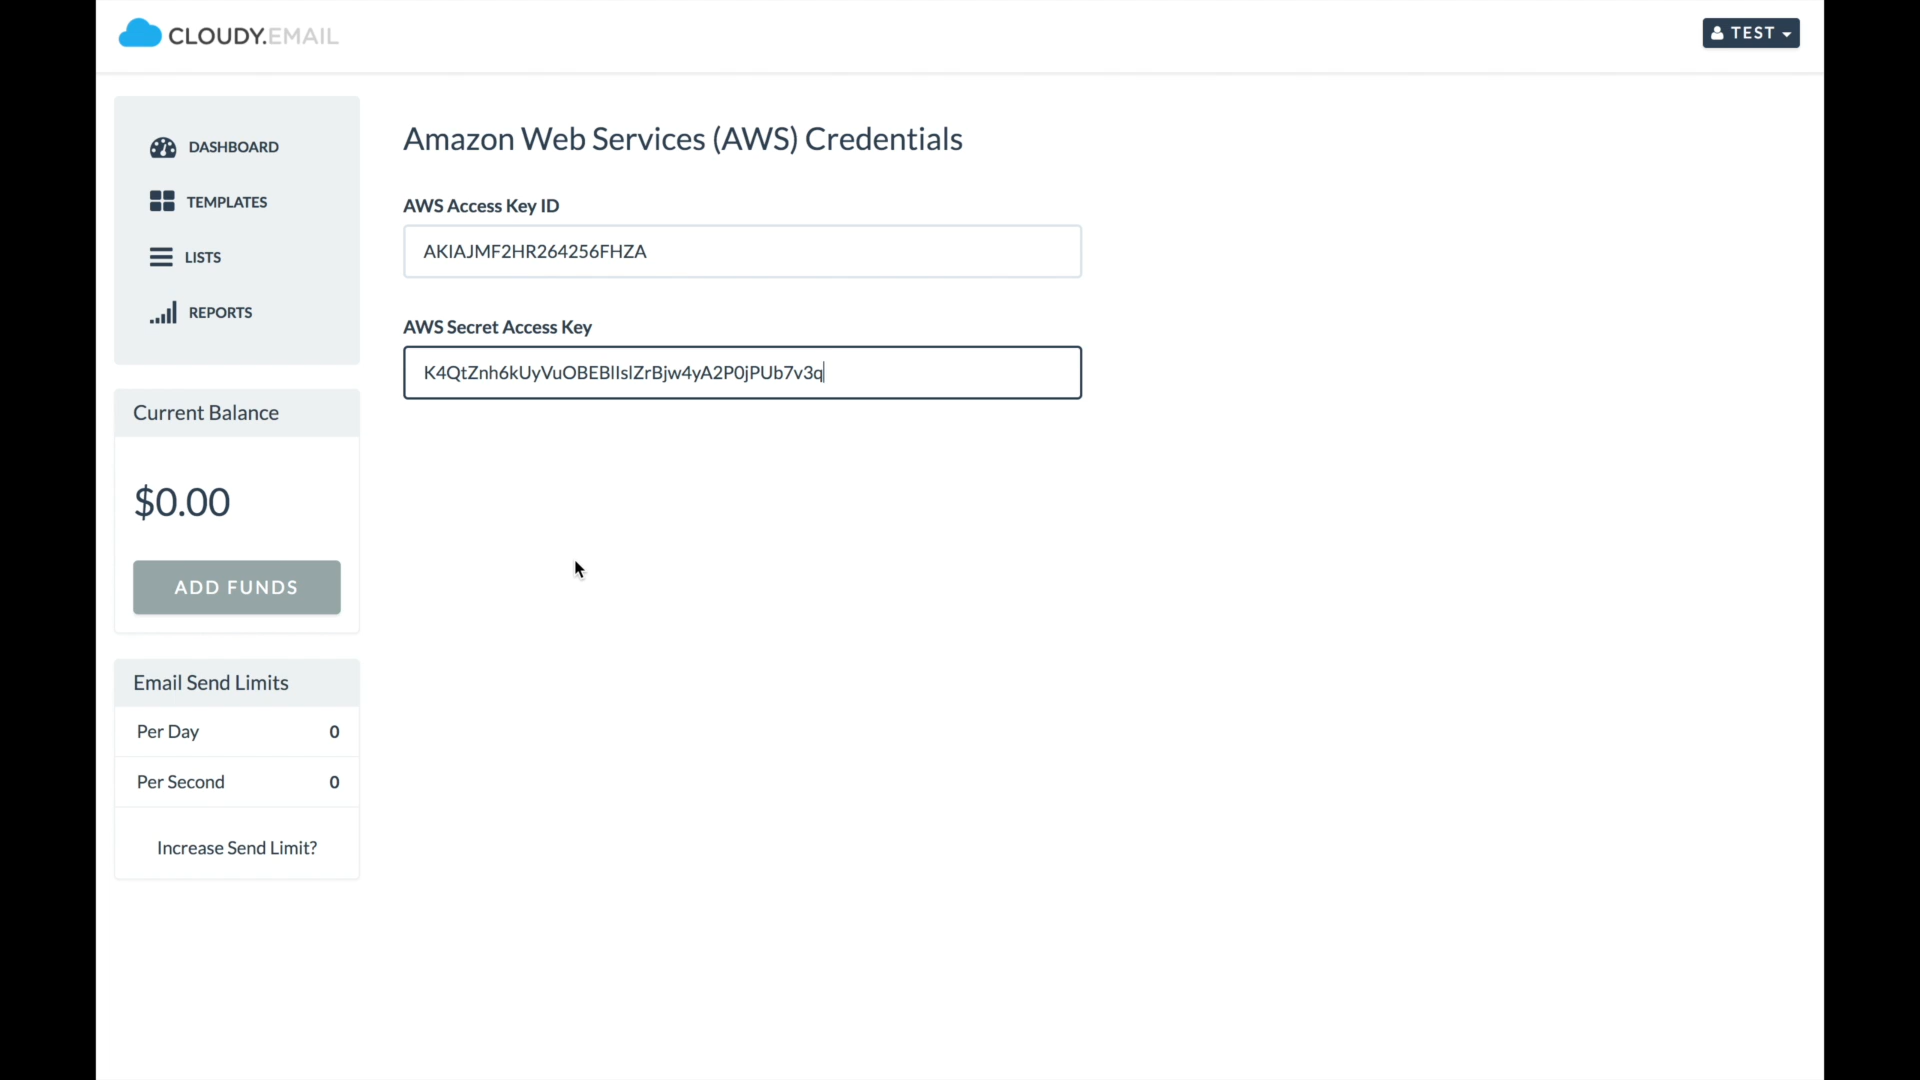 CLOUDY.EMAIL
TEST
DASHBOARD
TEMPLATES
LISTS
REPORTS
Current Balance
$0.00
ADD FUNDS
Email Send Limits
Per Day 0
Per Second 0
Increase Send Limit?
Amazon Web Services (AWS) Credentials
AWS Access Key ID
AKIAJMF2HR264256FHZA
AWS Secret Access Key